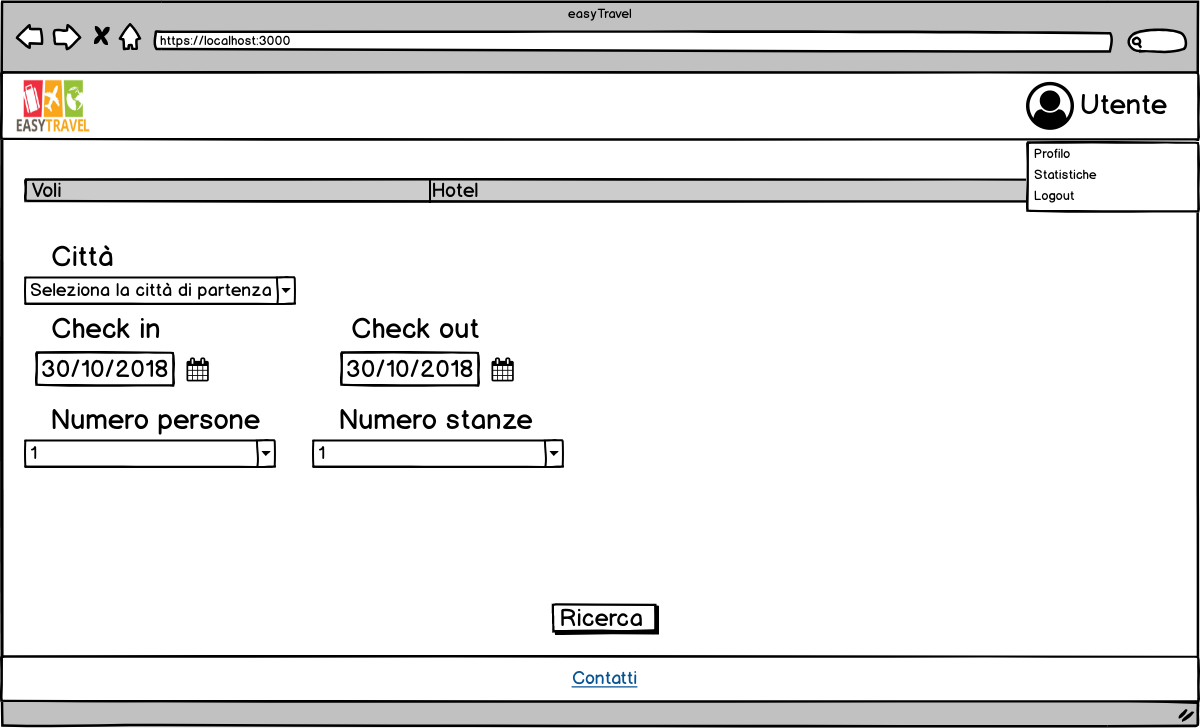 easyTravel
https://localhost:3000
EASYTRAVEL
Utente
Profilo
Statistiche
Logout
Voli
Hotel
Città
Seleziona la città di partenza
Check in
Check out
30/10/2018
30/10/2018
Numero persone
Numero stanze
1
1
Ricerca
Contatti